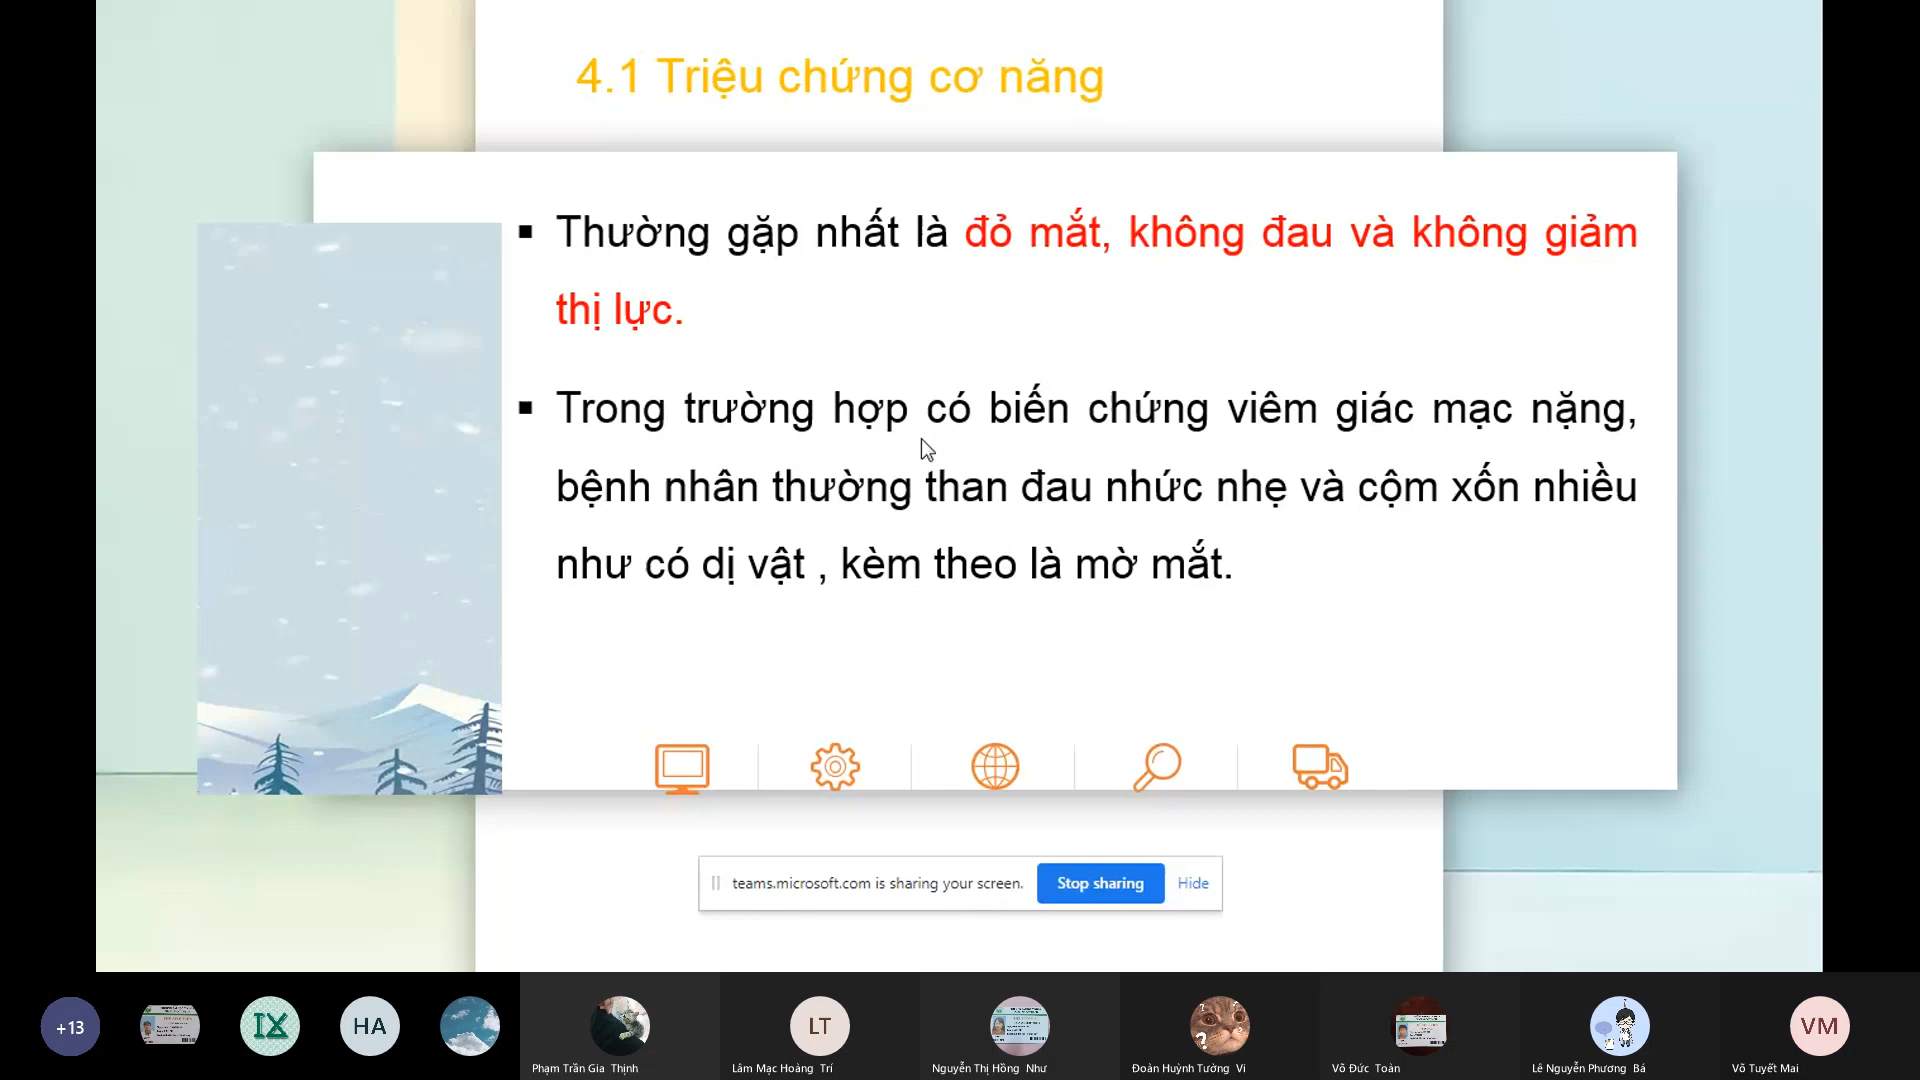 4.1 Triệu chứng cơ năng
▪ Thường gặp nhất là đỏ mắt, không đau và không giảm
thị lực.
▪ Trong trường hợp có biến chứng viêm giác mạc nặng,
bệnh nhân thường than đau nhức nhẹ và cộm xốn nhiều
như có dị vật , kèm theo là mờ mắt.
teams.microsoft.com is sharing your screen. Stop sharing Hide
+13 IX HA LT VM
Phạm Trần Gia Thịnh Lâm Mạc Hoàng Trí Nguyễn Thị Hồng Như Đoàn Huỳnh Tường Vi Võ Đức Toàn Lê Nguyễn Phương Bá Võ Tuyết Mai